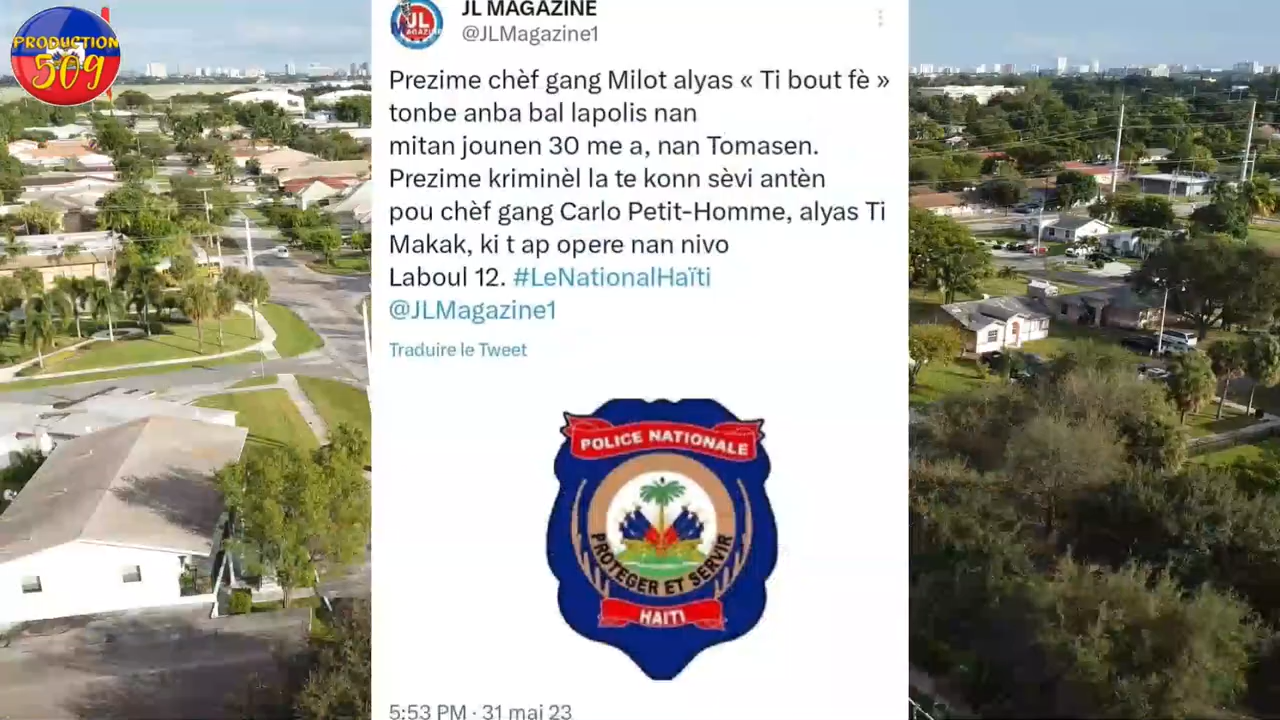 PRODUCTION
509
JL MAGAZINE
@JLMagazine1
JL
MAGAZINE
Prezime chèf gang Milot alyas « Ti bout fè »
tonbe anba bal lapolis nan
mitan jounen 30 me a, nan Tomasen.
Prezime kriminèl la te konn sèvi antèn
pou chèf gang Carlo Petit-Homme, alyas Ti
Makak, ki t ap opere nan nivo
Laboul 12. #LeNationalHaïti
@JLMagazine1
Traduire le Tweet
POLICE NATIONALE
PROTEGER ET SERVIR
HAITI
5:53 PM · 31 mai 23